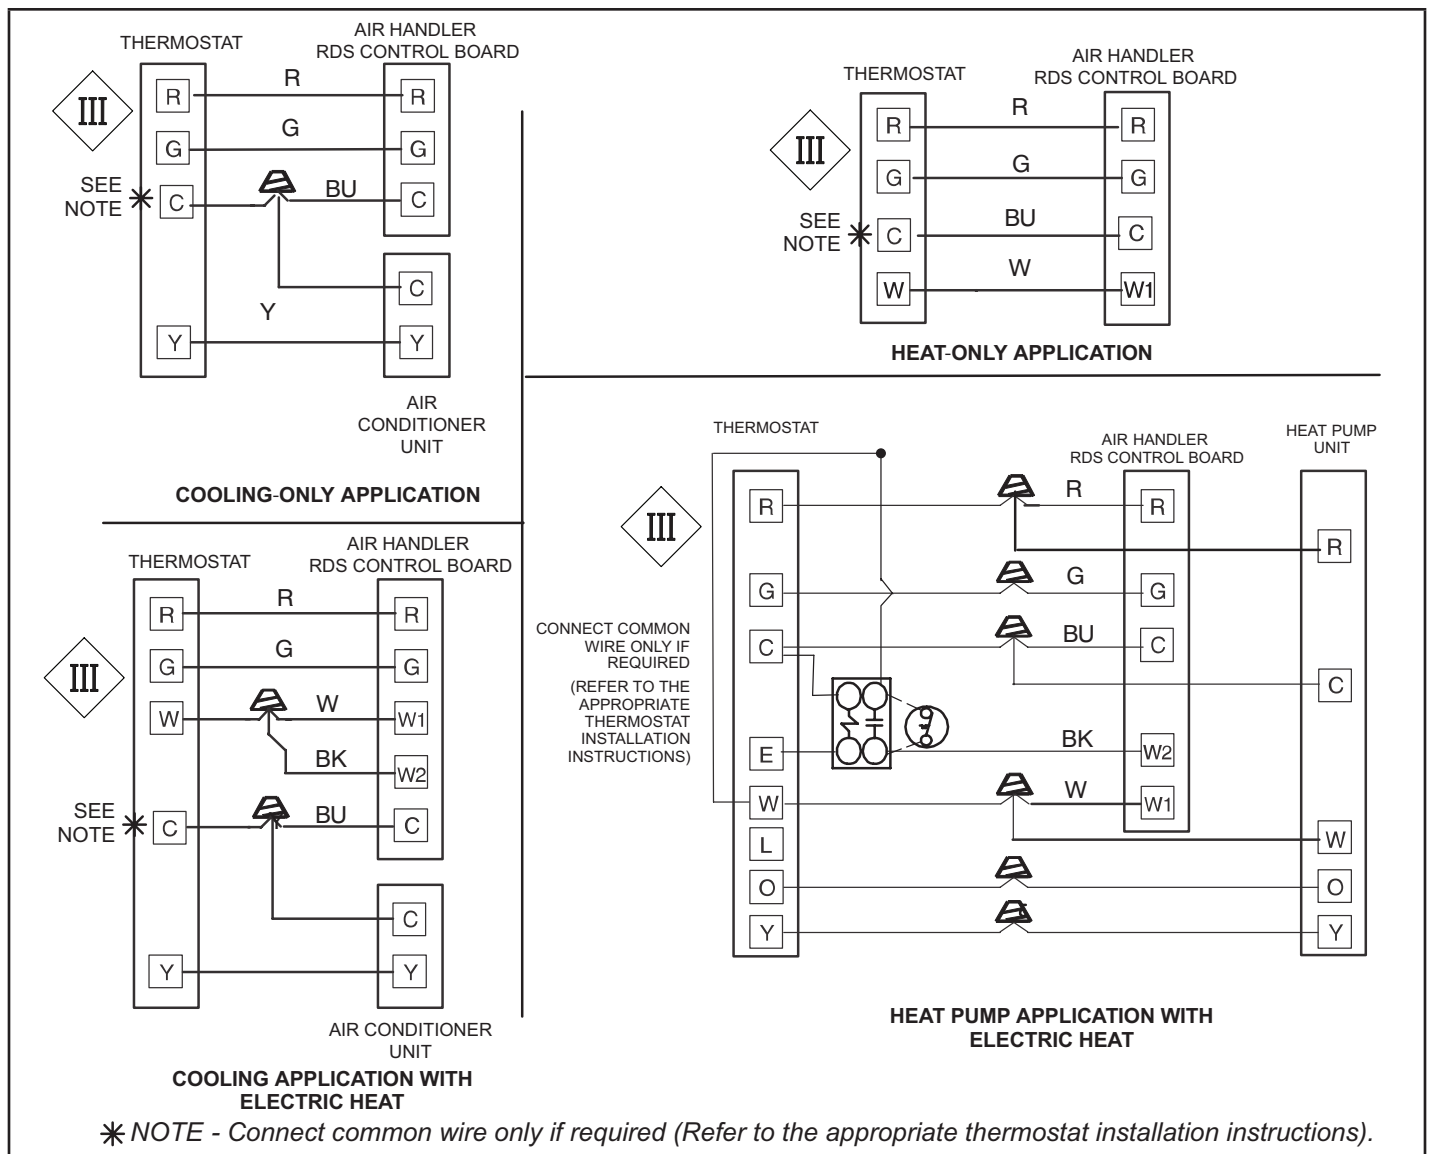 THERMOSTAT
AIR HANDLER
RDS CONTROL BOARD
III
R
R
R
G
G
G
SEE
NOTE
C
BU
C
C
Y
Y
Y
AIR
CONDITIONER
UNIT
COOLING-ONLY APPLICATION
THERMOSTAT
AIR HANDLER
RDS CONTROL BOARD
III
R
R
R
G
G
G
SEE
NOTE
C
BU
C
W
W
W1
HEAT-ONLY APPLICATION
THERMOSTAT
AIR HANDLER
RDS CONTROL BOARD
III
R
R
R
G
G
G
W
W
W1
BK
W2
SEE
NOTE
C
BU
C
C
Y
Y
AIR CONDITIONER
UNIT
COOLING APPLICATION WITH
ELECTRIC HEAT
THERMOSTAT
AIR HANDLER
RDS CONTROL BOARD
HEAT PUMP
UNIT
III
R
R
R
R
G
G
G
CONNECT COMMON
WIRE ONLY IF
REQUIRED
(REFER TO THE
APPROPRIATE
THERMOSTAT
INSTALLATION
INSTRUCTIONS)
C
BU
C
C
E
BK
W2
W
W
W1
W
L
O
O
Y
Y
HEAT PUMP APPLICATION WITH
ELECTRIC HEAT
NOTE - Connect common wire only if required (Refer to the appropriate thermostat installation instructions).